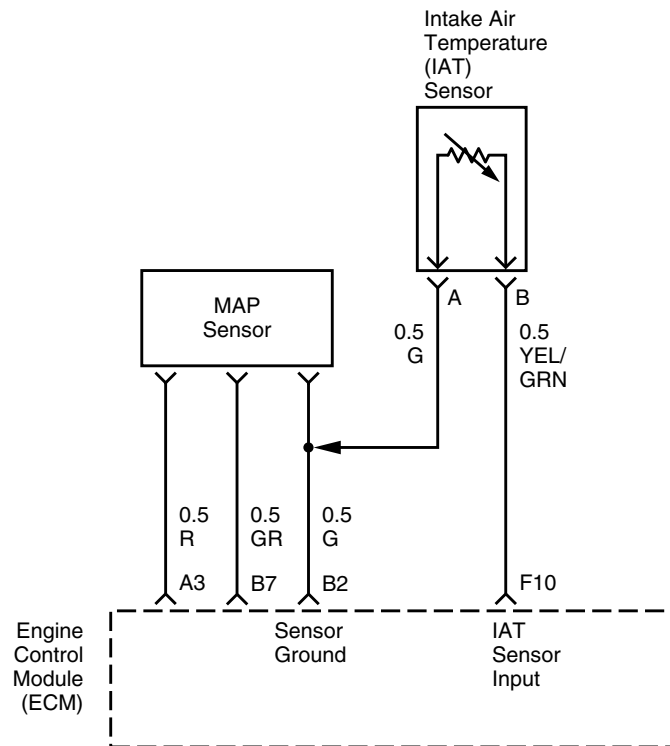 Intake Air
Temperature
(IAT)
Sensor
MAP
Sensor
A
B
0.5
G
0.5
YEL/
GRN
0.5
R
0.5
GR
0.5
G
A3
B7
B2
F10
Engine
Control
Module
(ECM)
Sensor
Ground
IAT
Sensor
Input